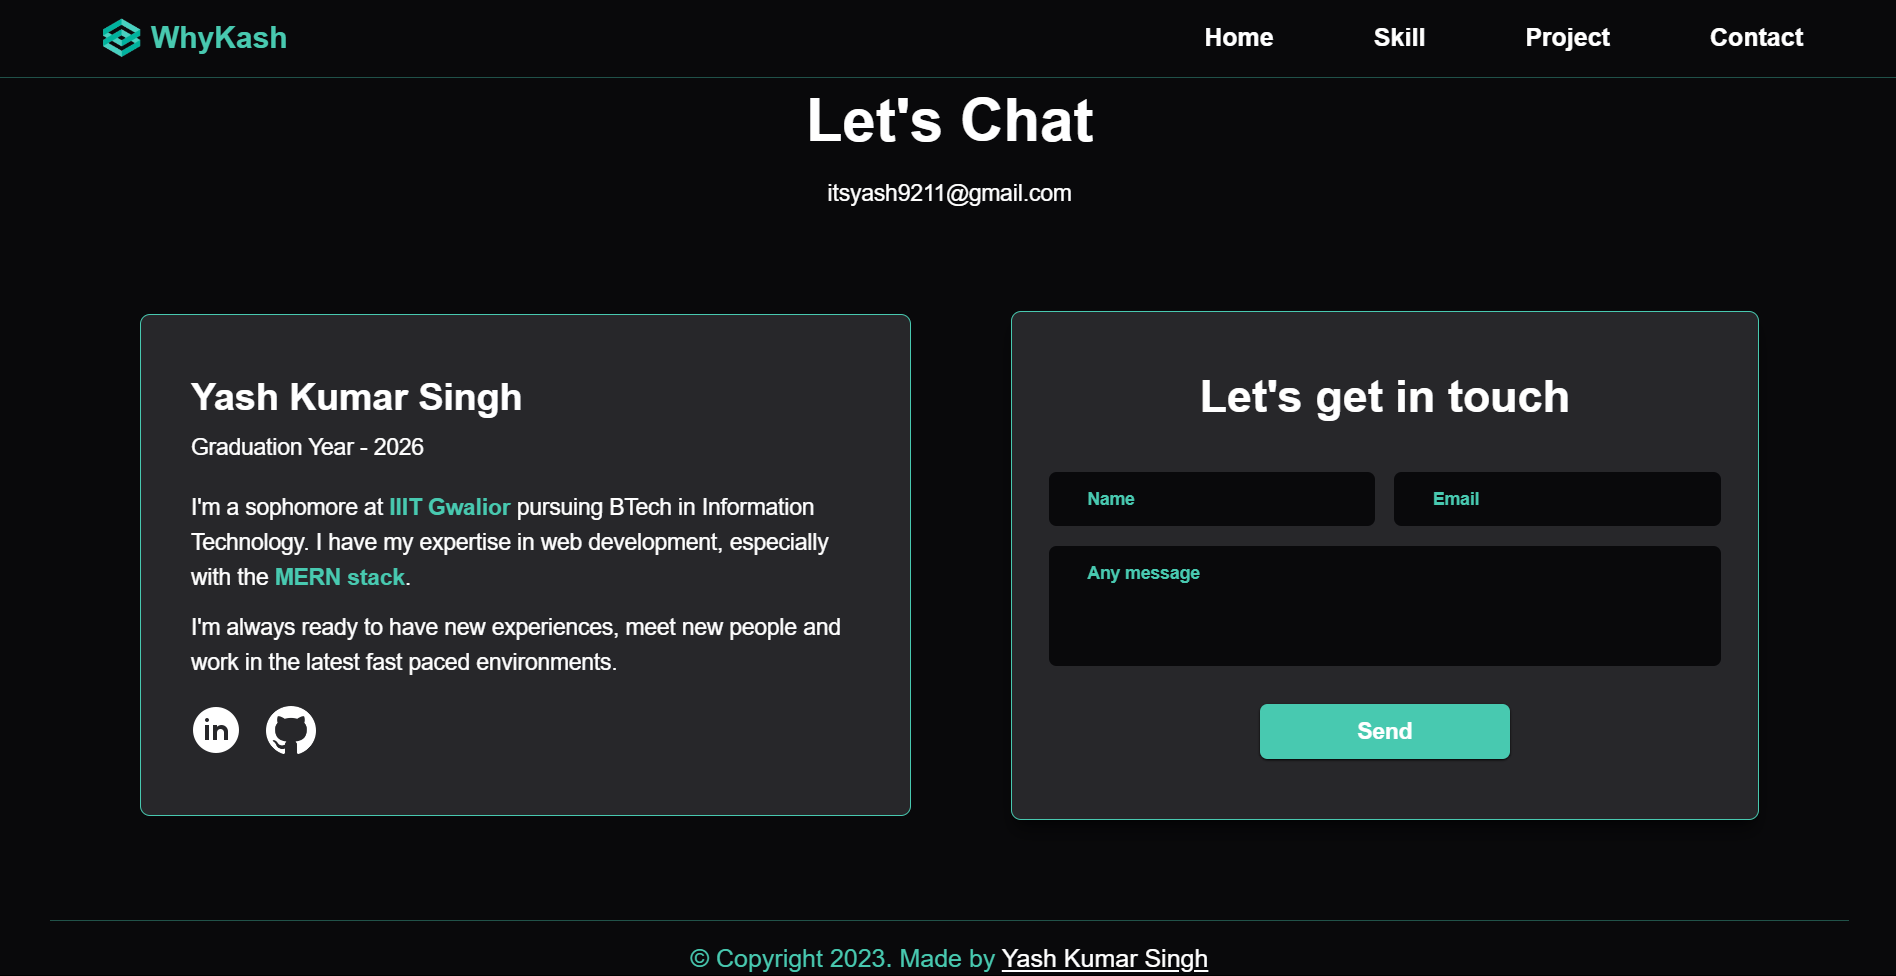 WhyKash
Home
Skill
Project
Contact
Let's Chat
itsyash9211@gmail.com
Yash Kumar Singh
Graduation Year - 2026
I'm a sophomore at IIIT Gwalior pursuing BTech in Information
Technology. I have my expertise in web development, especially
with the MERN stack.
I'm always ready to have new experiences, meet new people and
work in the latest fast paced environments.
in
Let's get in touch
Name
Email
Any message
Send
© Copyright 2023. Made by Yash Kumar Singh